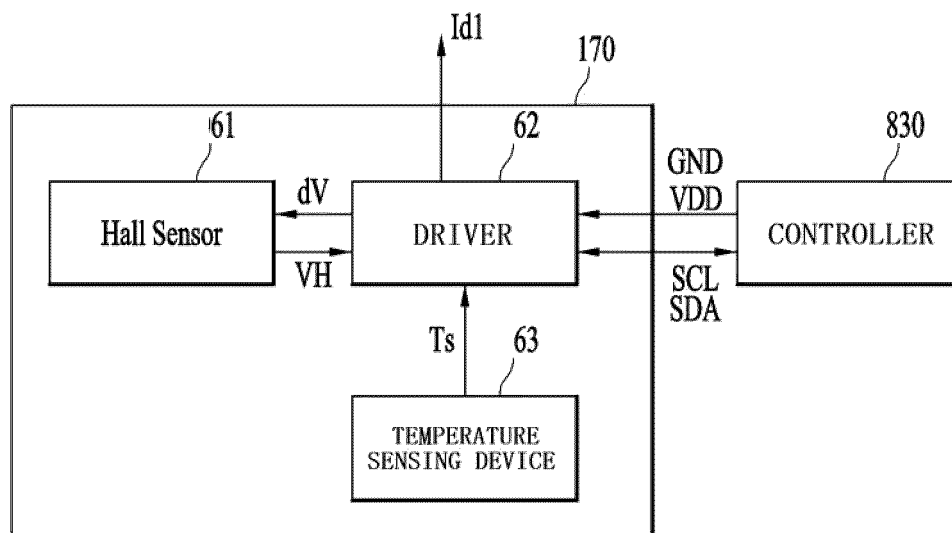 Id1
170
61
62
GND
830
dV
VDD
Hall Sensor
DRIVER
CONTROLLER
VH
SCL
SDA
Ts
63
TEMPERATURE
SENSING DEVICE